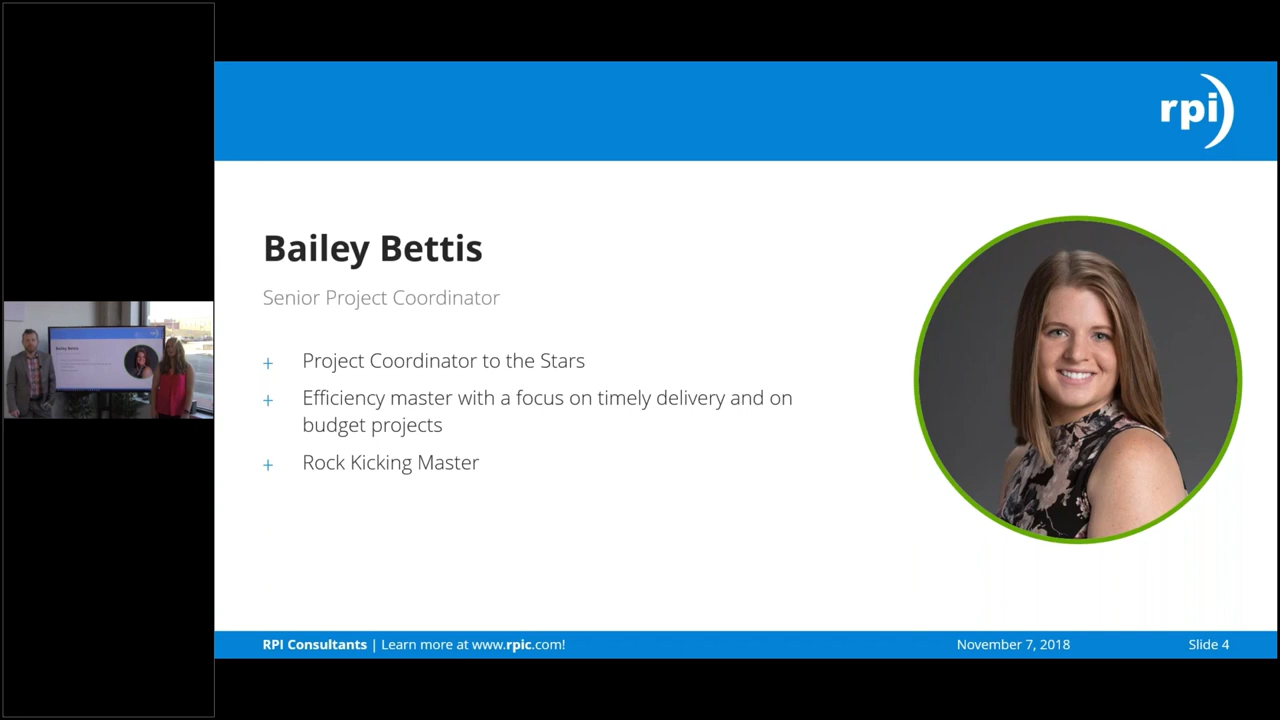 rpi
Bailey Bettis
Senior Project Coordinator
+ Project Coordinator to the Stars
+ Efficiency master with a focus on timely delivery and on
budget projects
+ Rock Kicking Master
RPI Consultants | Learn more at www.rpic.com!
November 7, 2018
Slide 4